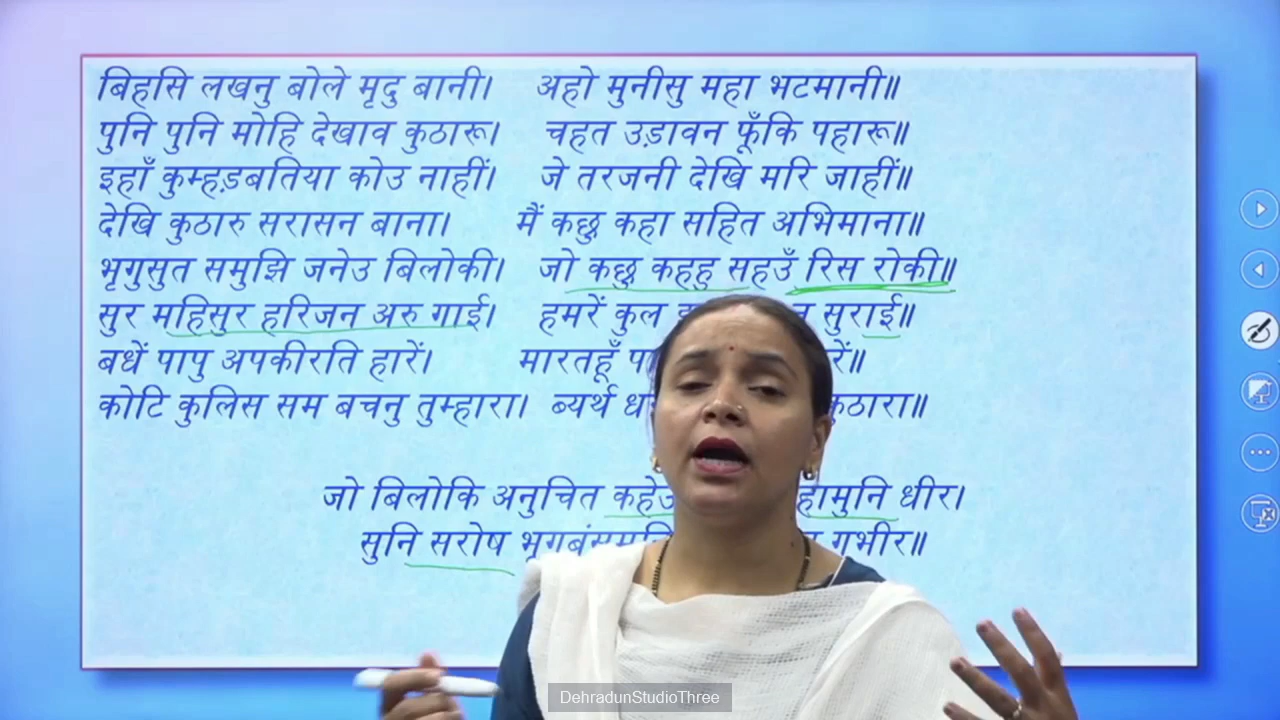 बिहसि लखनु बोले मृदु बानी। अहो मुनीसु महा भटमानी॥
पुनि पुनि मोहि देखाव कुठारू। चहत उड़ावन फूँकि पहारू॥
इहाँ कुम्हड़बतिया कोउ नाहीं। जे तरजनी देखि मरि जाहीं॥
देखि कुठारु सरासन बाना। मैं कछु कहा सहित अभिमाना॥
भृगुसुत समुझि जनेउ बिलोकी। जो कछु कहहु सहउँ रिस रोकी॥
सुर महिसुर हरिजन अरु गाई। हमरें कुल सुराई॥
बधें पापु अपकीरति हारें। मारतहूँ
कोटि कुलिस सम बचनु तुम्हारा। ब्यर्थ कुठारा॥
जो बिलोकि अनुचित धीर।
सुनि सरोष गभीर॥
DehradunStudioThree